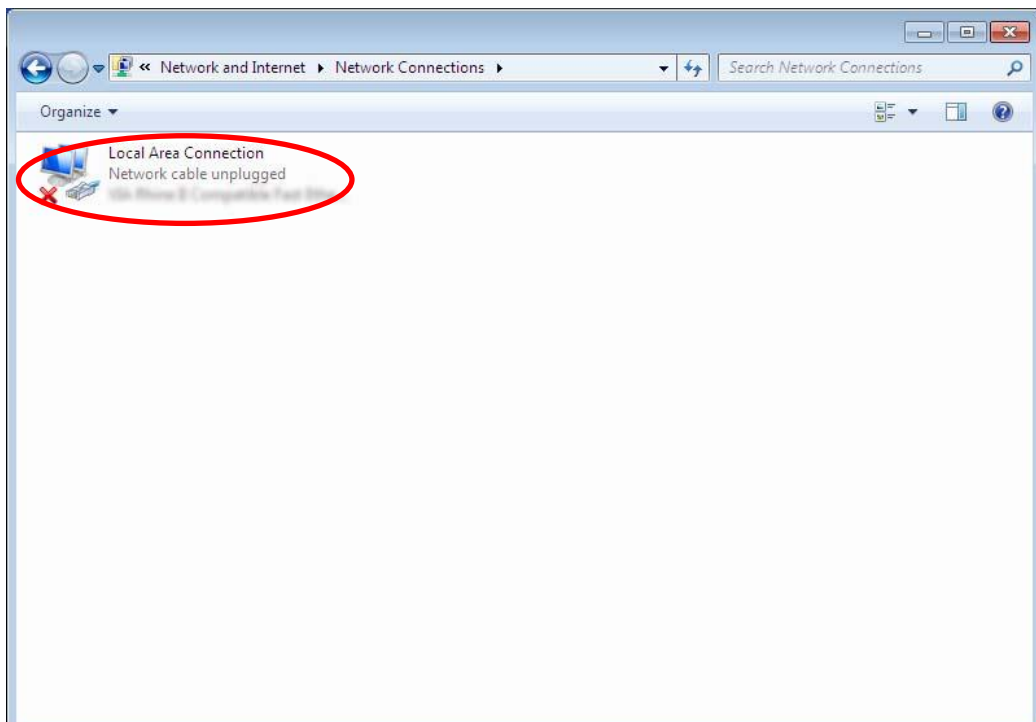 « Network and Internet ▸ Network Connections ▸ Search Network Connections
Organize
Local Area Connection
Network cable unplugged